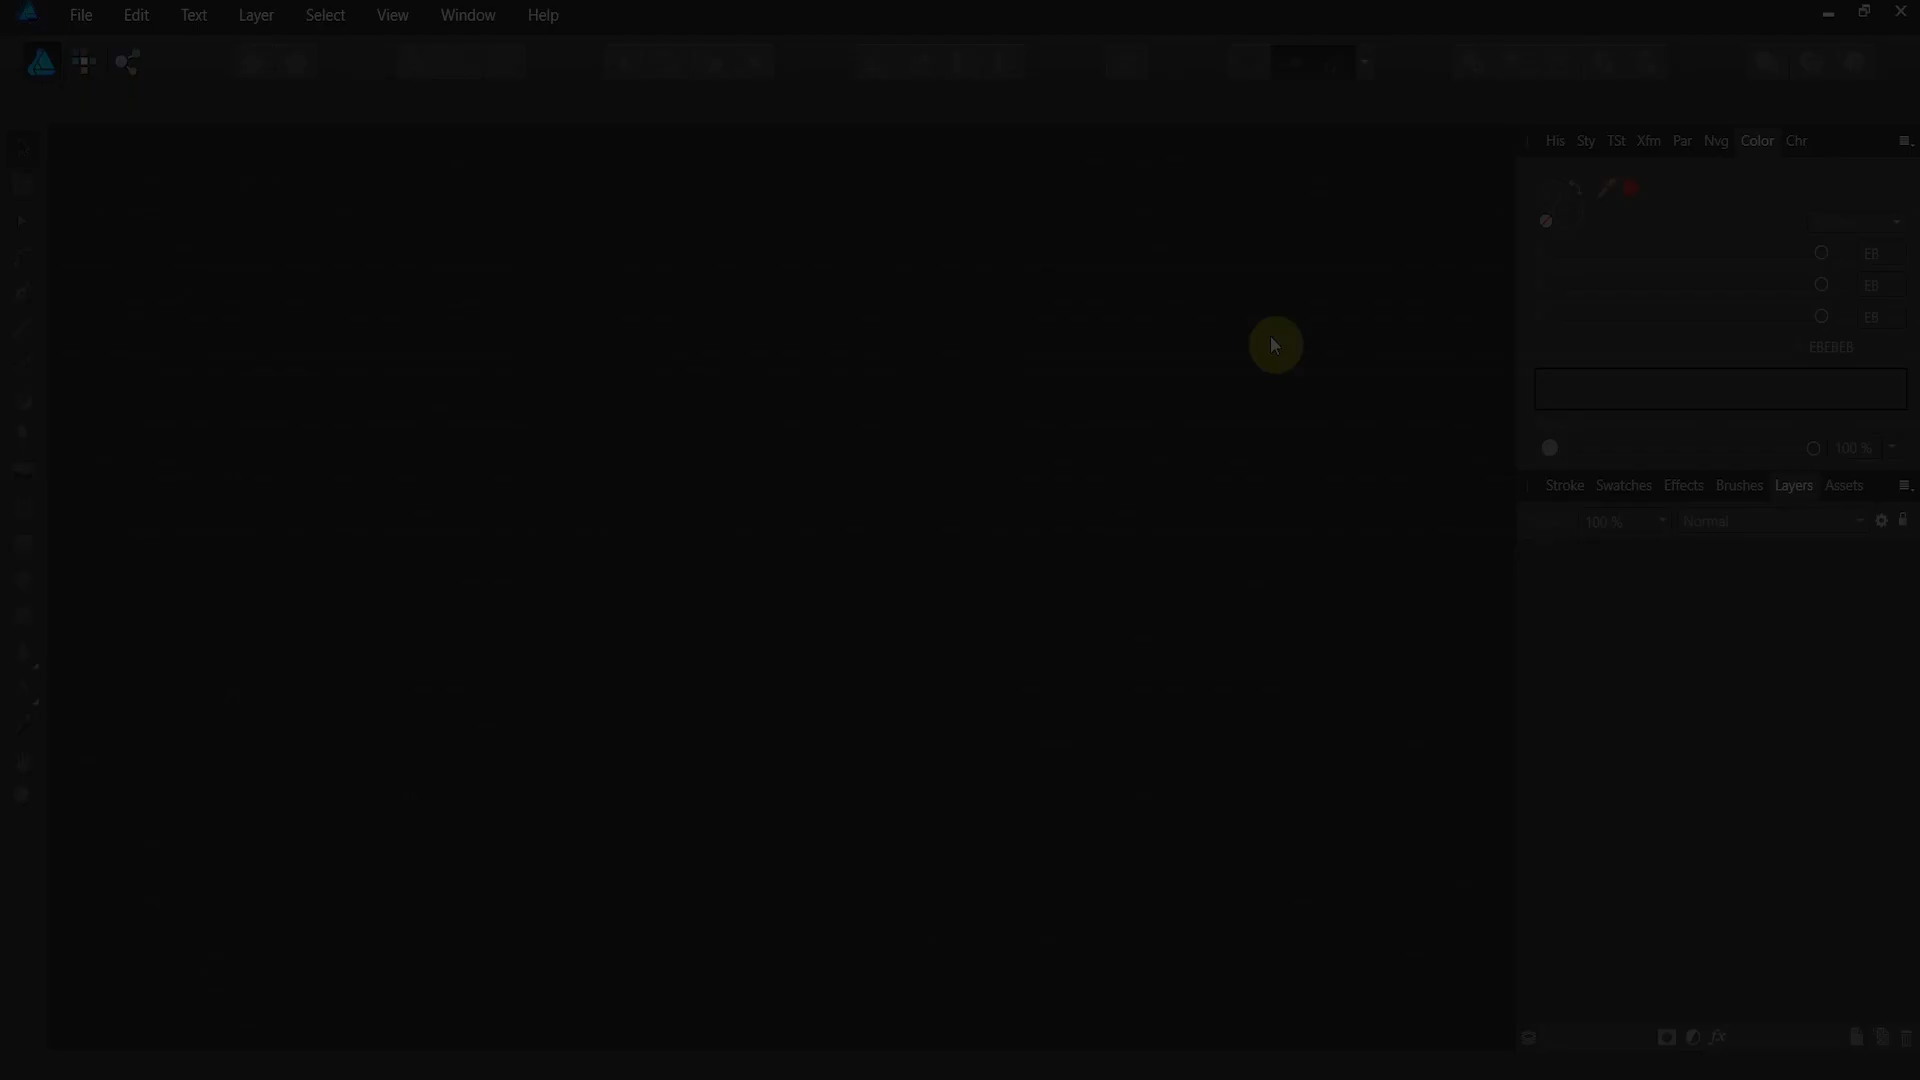 File Edit Text Layer Select View Window Help
His Sty TSt Xfm Par Nvg Color Chr
EB
EB
EB
EBEBEB
100 %
Stroke Swatches Effects Brushes Layers Assets
100 % Normal
fx